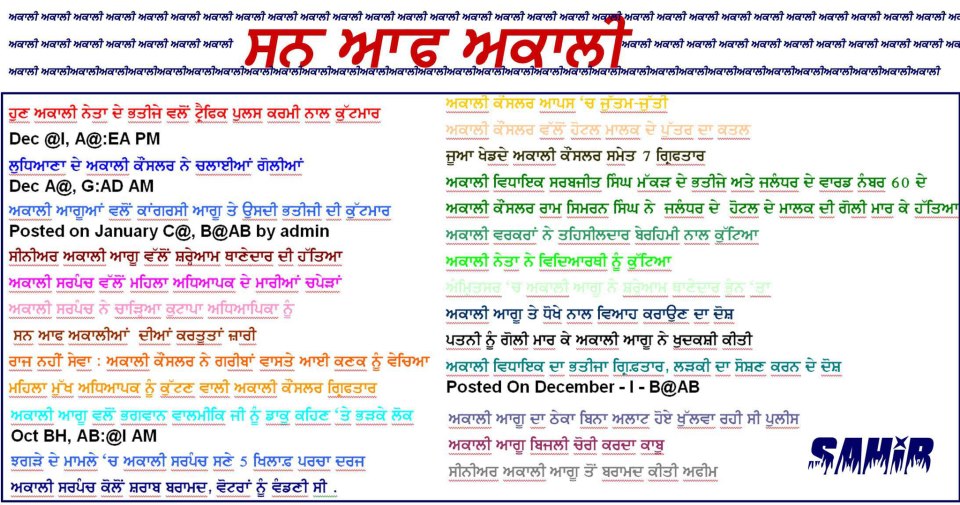 ਅਕਾਲੀ ਅਕਾਲੀ ਅਕਾਲੀ ਅਕਾਲੀ ਅਕਾਲੀ ਅਕਾਲੀ ਅਕਾਲੀ ਅਕਾਲੀ ਅਕਾਲੀ ਅਕਾਲੀ ਅਕਾਲੀ ਅਕਾਲੀ ਅਕਾਲੀ ਅਕਾਲੀ ਅਕਾਲੀ ਅਕਾਲੀ ਅਕਾਲੀ ਅਕਾਲੀ ਅਕਾਲੀ ਅਕਾਲੀ ਅਕਾਲੀ ਅਕਾਲੀ ਅਕਾਲੀ ਅਕਾਲੀ ਅਕਾਲੀ ਅਕਾਲੀ ਅਕਾਲੀ ਅਕਾਲੀ ਅਕਾਲੀ
ਅਕਾਲੀ ਅਕਾਲੀ ਅਕਾਲੀ ਅਕਾਲੀ ਅਕਾਲੀ ਅਕਾਲੀ ਅਕਾਲੀ ਸਨ ਆਫ ਅਕਾਲੀ ਅਕਾਲੀ ਅਕਾਲੀ ਅਕਾਲੀ ਅਕਾਲੀ ਅਕਾਲੀ ਅਕਾਲੀ ਅਕਾਲੀ ਅਕਾਲੀ ਅਕਾਲੀ ਅਕਾਲੀ
ਅਕਾਲੀ ਅਕਾਲੀਅਕਾਲੀਅਕਾਲੀਅਕਾਲੀਅਕਾਲੀਅਕਾਲੀਅਕਾਲੀਅਕਾਲੀਅਕਾਲੀਅਕਾਲੀਅਕਾਲੀਅਕਾਲੀਅਕਾਲੀਅਕਾਲੀਅਕਾਲੀਅਕਾਲੀਅਕਾਲੀਅਕਾਲੀਅਕਾਲੀਅਕਾਲੀਅਕਾਲੀਅਕਾਲੀਅਕਾਲੀਅਕਾਲੀਅਕਾਲੀਅਕਾਲੀਅਕਾਲੀਅਕਾਲੀਅਕਾਲੀਅਕਾਲੀਅਕਾਲੀ
ਹੁਣ ਅਕਾਲੀ ਨੇਤਾ ਦੇ ਭਤੀਜੇ ਵਲੋਂ ਟ੍ਰੈਫਿਕ ਪੁਲਸ ਕਰਮੀ ਨਾਲ ਕੁੱਟਮਾਰ
Dec @I, A@:EA PM
ਲੁਧਿਆਣਾ ਦੇ ਅਕਾਲੀ ਕੌਂਸਲਰ ਨੇ ਚਲਾਈਆਂ ਗੋਲੀਆਂ
Dec A@, G:AD AM
ਅਕਾਲੀ ਆਗੂਆਂ ਵਲੋਂ ਕਾਂਗਰਸੀ ਆਗੂ ਤੇ ਉਸਦੀ ਭਤੀਜੀ ਦੀ ਕੁੱਟਮਾਰ
Posted on January C@, B@AB by admin
ਸੀਨੀਅਰ ਅਕਾਲੀ ਆਗੂ ਵੱਲੋਂ ਸ਼ਰ੍ਹੇਆਮ ਥਾਣੇਦਾਰ ਦੀ ਹੱਤਿਆ
ਅਕਾਲੀ ਸਰਪੰਚ ਵੱਲੋਂ ਮਹਿਲਾ ਅਧਿਆਪਕ ਦੇ ਮਾਰੀਆਂ ਚਪੇੜਾਂ
ਅਕਾਲੀ ਸਰਪੰਚ ਨੇ ਚਾੜ੍ਹਿਆ ਕੁਟਾਪਾ ਅਧਿਆਪਿਕਾ ਨੂੰ
ਸਨ ਆਫ ਅਕਾਲੀਆਂ ਦੀਆਂ ਕਰਤੂਤਾਂ ਜ਼ਾਰੀ
ਰਾਜ ਨਹੀਂ ਸੇਵਾ : ਅਕਾਲੀ ਕੌਂਸਲਰ ਨੇ ਗਰੀਬਾਂ ਵਾਸਤੇ ਆਈ ਕਣਕ ਨੂੰ ਵੇਚਿਆ
ਮਹਿਲਾ ਮੁੱਖ ਅਧਿਆਪਕ ਨੂੰ ਕੁੱਟਣ ਵਾਲੀ ਅਕਾਲੀ ਕੌਂਸਲਰ ਗ੍ਰਿਫਤਾਰ
ਅਕਾਲੀ ਆਗੂ ਵਲੋਂ ਭਗਵਾਨ ਵਾਲਮੀਕਿ ਜੀ ਨੂੰ ਡਾਕੂ ਕਹਿਣ ‘ਤੇ ਭੜਕੇ ਲੋਕ
Oct BH, AB:@I AM
ਝਗੜੇ ਦੇ ਮਾਮਲੇ ‘ਚ ਅਕਾਲੀ ਸਰਪੰਚ ਸਣੇ 5 ਖਿਲਾਫ਼ ਪਰਚਾ ਦਰਜ
ਅਕਾਲੀ ਸਰਪੰਚ ਕੋਲੋਂ ਸ਼ਰਾਬ ਬਰਾਮਦ, ਵੋਟਰਾਂ ਨੂੰ ਵੰਡਣੀ ਸੀ .
ਅਕਾਲੀ ਕੌਂਸਲਰ ਆਪਸ ‘ਚ ਜੁੱਤਮ-ਜੁੱਤੀ
ਅਕਾਲੀ ਕੌਂਸਲਰ ਵੱਲੋਂ ਹੋਟਲ ਮਾਲਕ ਦੇ ਪੁੱਤਰ ਦਾ ਕਤਲ
ਜੂਆ ਖੇਡਦੇ ਅਕਾਲੀ ਕੌਂਸਲਰ ਸਮੇਤ 7 ਗ੍ਰਿਫਤਾਰ
ਅਕਾਲੀ ਵਿਧਾਇਕ ਸਰਬਜੀਤ ਸਿੰਘ ਮੱਕੜ ਦੇ ਭਤੀਜੇ ਅਤੇ ਜਲੰਧਰ ਦੇ ਵਾਰਡ ਨੰਬਰ 60 ਦੇ
ਅਕਾਲੀ ਕੌਂਸਲਰ ਰਾਮ ਸਿਮਰਨ ਸਿੰਘ ਨੇ ਜਲੰਧਰ ਦੇ ਹੋਟਲ ਦੇ ਮਾਲਕ ਦੀ ਗੋਲੀ ਮਾਰ ਕੇ ਹੱਤਿਆ
ਅਕਾਲੀ ਵਰਕਰਾਂ ਨੇ ਤਹਿਸੀਲਦਾਰ ਬੇਰਹਿਮੀ ਨਾਲ ਕੁੱਟਿਆ
ਅਕਾਲੀ ਨੇਤਾ ਨੇ ਵਿਦਿਆਰਥੀ ਨੂੰ ਕੁੱਟਿਆ
ਅੰਮ੍ਰਿਤਸਰ ‘ਚ ਅਕਾਲੀ ਆਗੂ ਨੇ ਸ਼ਰੇਆਮ ਥਾਣੇਦਾਰ ਭੁੰਨ ‘ਤਾ
ਅਕਾਲੀ ਆਗੂ ਤੇ ਧੋਖੇ ਨਾਲ ਵਿਆਹ ਕਰਾਉਣ ਦਾ ਦੋਸ਼
ਪਤਨੀ ਨੂੰ ਗੋਲੀ ਮਾਰ ਕੇ ਅਕਾਲੀ ਆਗੂ ਨੇ ਖੁਦਕਸ਼ੀ ਕੀਤੀ
ਅਕਾਲੀ ਵਿਧਾਇਕ ਦਾ ਭਤੀਜਾ ਗ੍ਰਿਫ਼ਤਾਰ, ਲੜਕੀ ਦਾ ਸੋਸ਼ਣ ਕਰਨ ਦੇ ਦੋਸ਼
Posted On December - I - B@AB
ਅਕਾਲੀ ਆਗੂ ਦਾ ਠੇਕਾ ਬਿਨਾ ਅਲਾਟ ਹੋਏ ਖੁੱਲਵਾ ਰਹੀ ਸੀ ਪੁਲੀਸ
ਅਕਾਲੀ ਆਗੂ ਬਿਜਲੀ ਚੋਰੀ ਕਰਦਾ ਕਾਬੂ
ਸੀਨੀਅਰ ਅਕਾਲੀ ਆਗੂ ਤੋਂ ਬਰਾਮਦ ਕੀਤੀ ਅਫੀਮ
SAHiR